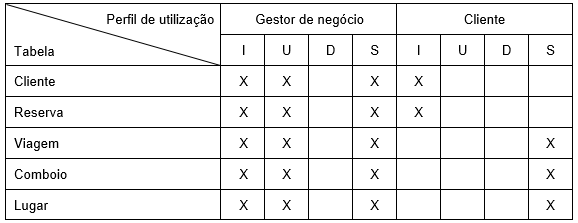 Perfil de utilização Gestor de negócio Cliente
Tabela I U D S I U D S
Cliente X X X X
Reserva X X X X
Viagem X X X X
Comboio X X X X
Lugar X X X X